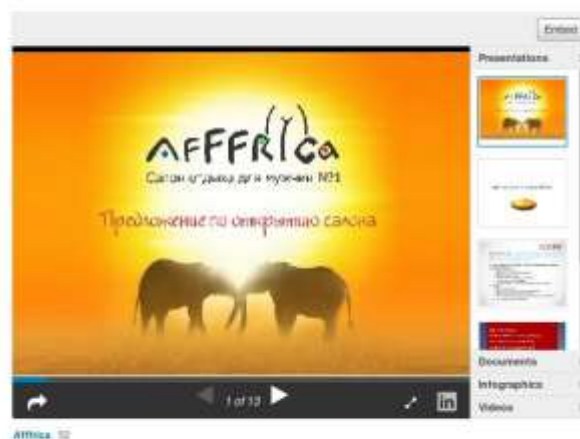 Embed
Presentations
AFFFRICA
Салон отдыха для мужчин №1
Предложение по открытию салона
1 of 13
in
Documents
Infographics
Videos
Afffrica